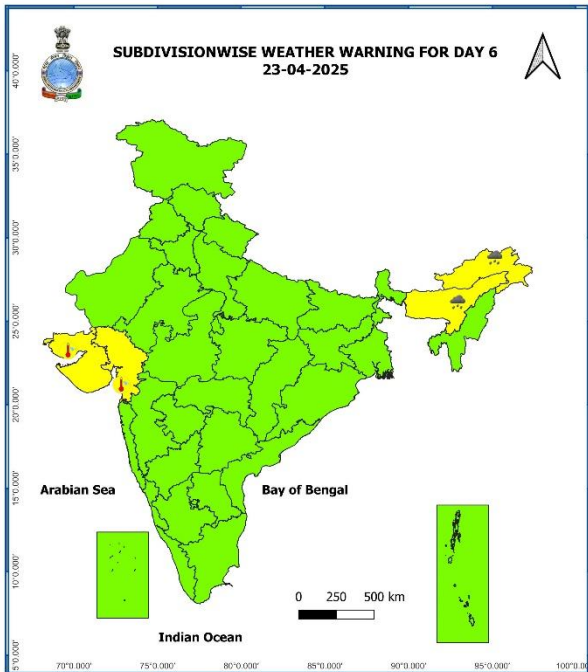 SUBDIVISIONWISE WEATHER WARNING FOR DAY 6
23-04-2025
40°0.000'
35°0.000'
30°0.000'
25°0.000'
20°0.000'
15°0.000'
10°0.000'
5°0.000'
Arabian Sea
Bay of Bengal
0 250 500 km
Indian Ocean
70°0.000' 75°0.000' 80°0.000' 85°0.000' 90°0.000' 95°0.000' 100°0.0